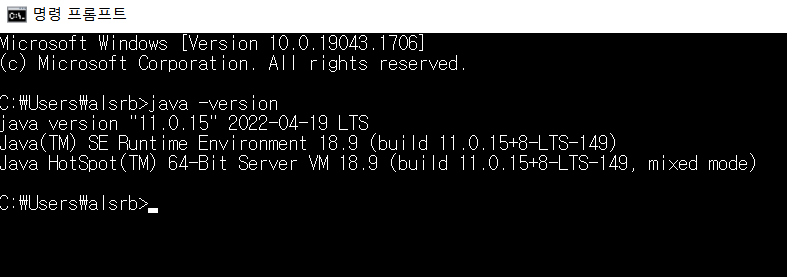 명령 프롬프트
Microsoft Windows [Version 10.0.19043.1706]
(c) Microsoft Corporation. All rights reserved.
C:₩Users₩alsrb>java -version
java version "11.0.15" 2022-04-19 LTS
Java(TM) SE Runtime Environment 18.9 (build 11.0.15+8-LTS-149)
Java HotSpot(TM) 64-Bit Server VM 18.9 (build 11.0.15+8-LTS-149, mixed mode)
C:₩Users₩alsrb>